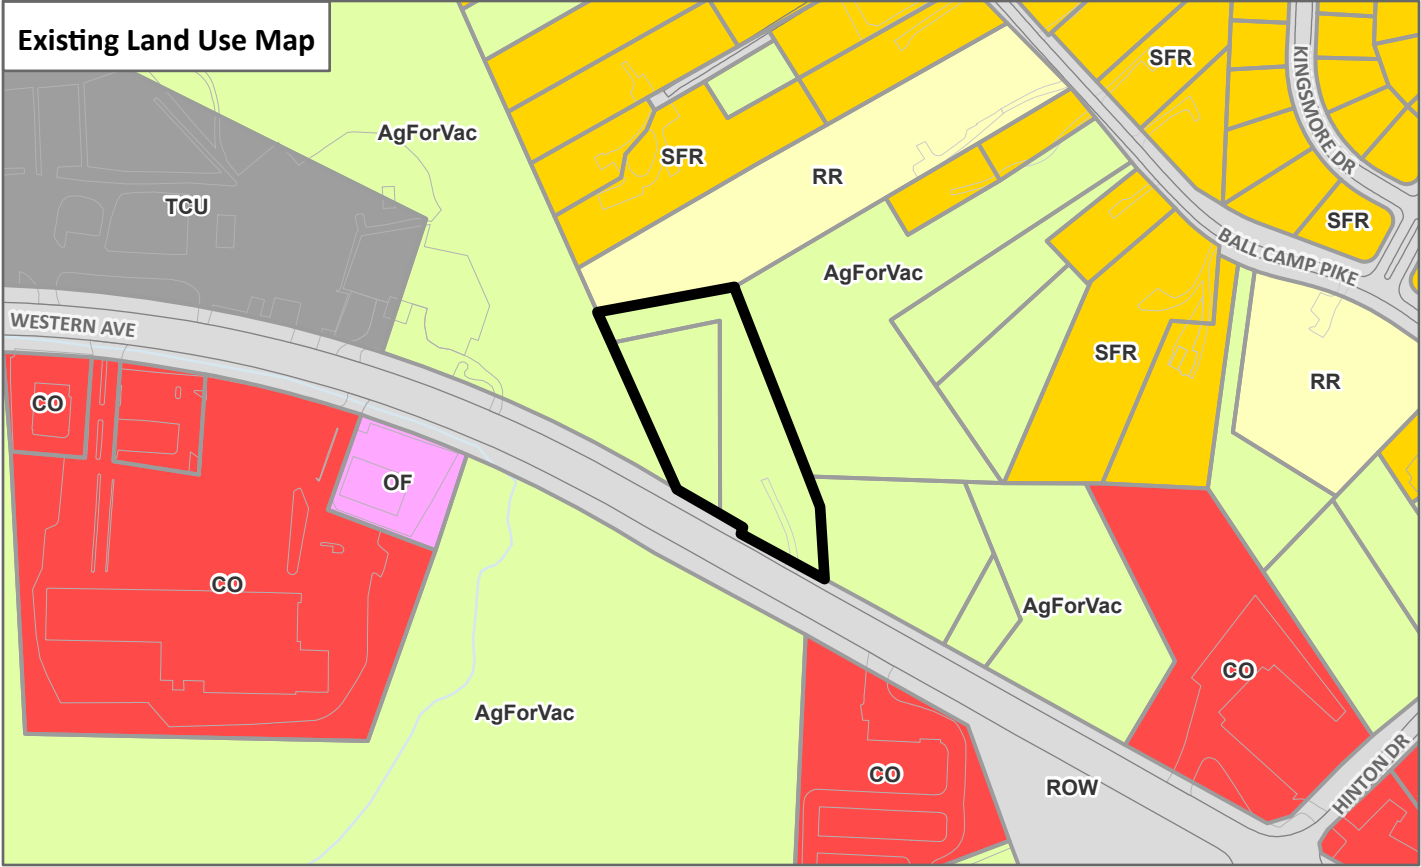 Existing Land Use Map
SFR
KINGSMORE DR
AgForVac
SFR
RR
TCU
SFR
BALL CAMP PIKE
AgForVac
WESTERN AVE
SFR
RR
CO
OF
CO
AgForVac
CO
AgForVac
CO
ROW
HINTON DR